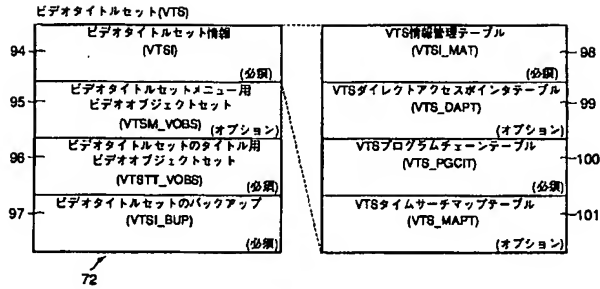 ビデオタイトルセット(VTS)
94
ビデオタイトルセット情報
(VTSI)
(必須)
95
ビデオタイトルセットメニュー用
ビデオオブジェクトセット
(VTSM_VOBS)
(オプション)
96
ビデオタイトルセットのタイトル用
ビデオオブジェクトセット
(VTSTT_VOBS)
(必須)
97
ビデオタイトルセットのバックアップ
(VTSI_BUP)
(必須)
72
VTS情報管理テーブル
(VTSI_MAT)
(必須)
98
VTSダイレクトアクセスポインタテーブル
(VTS_DAPT)
(必須)
99
VTSプログラムチェーンテーブル
(VTS_PGCIT)
(必須)
100
VTSタイムサーチマップテーブル
(VTS_MAPT)
(オプション)
101